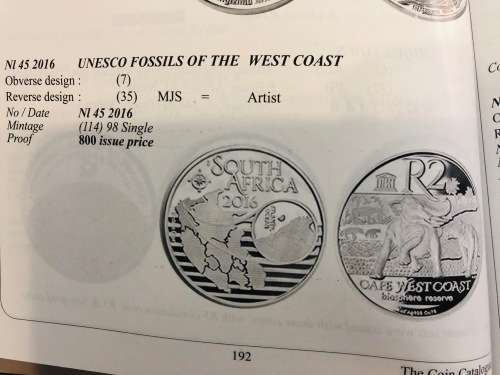 NI 45 2016 UNESCO FOSSILS OF THE WEST COAST
Obverse design : (7)
Reverse design : (35) MJS = Artist
No / Date NI 45 2016
Mintage (114) 98 Single
Proof 800 issue price
SOUTH
AFRICA
2016
R2
CAPE WEST COAST
biosphere reserve
192
The Coin Catalog